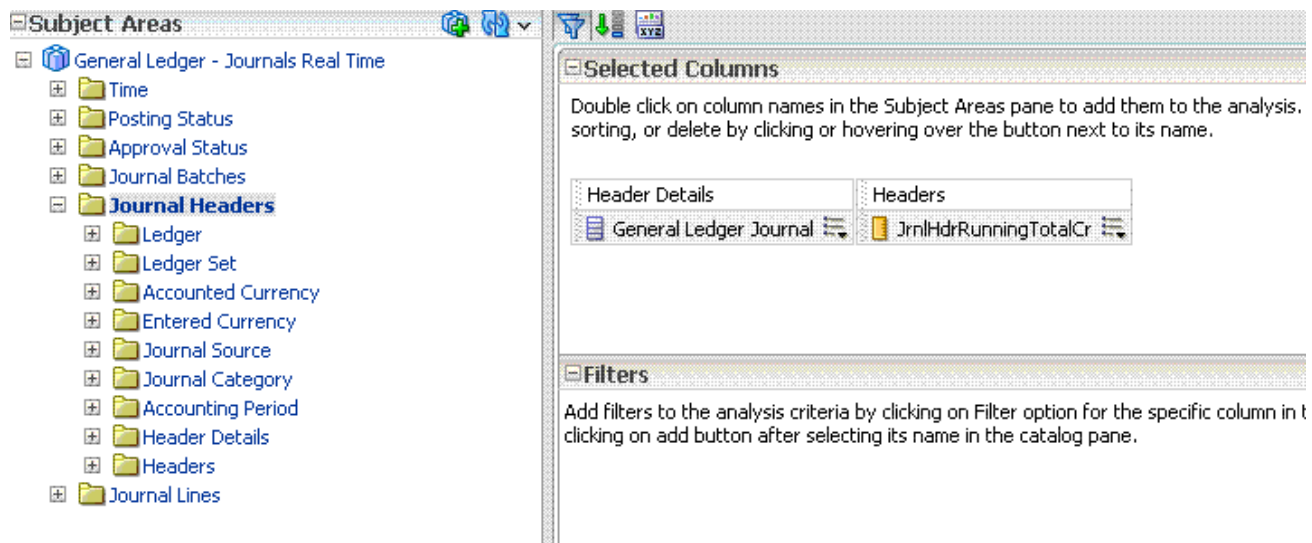 Subject Areas
General Ledger - Journals Real Time
Time
Posting Status
Approval Status
Journal Batches
Journal Headers
Ledger
Ledger Set
Accounted Currency
Entered Currency
Journal Source
Journal Category
Accounting Period
Header Details
Headers
Journal Lines
XYZ
Selected Columns
Double click on column names in the Subject Areas pane to add them to the analysis.
sorting, or delete by clicking or hovering over the button next to its name.
Header Details Headers
General Ledger Journal JrnlHdrRunningTotalCr
Filters
Add filters to the analysis criteria by clicking on Filter option for the specific column in
clicking on add button after selecting its name in the catalog pane.